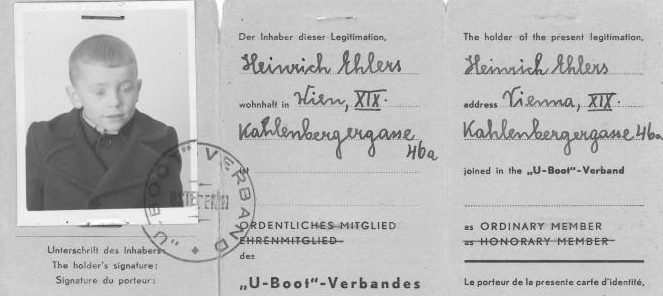 Der Inhaber dieser Legitimation,
Heinrich Ehlers
wohnhaft in Wien, XIX.
Kahlenbergergasse
46a
ORDENTLICHES MITGLIED
EHRENMITGLIED
des
„U-Boot"-Verbandes
The holder of the present legitimation,
Heinrich Ehlers
address Vienna, XIX.
Kahlenbergergasse 46a
joined in the „U-Boot"-Verband
as ORDINARY MEMBER
as HONORARY MEMBER
Le porteur de la presente carte d'identité,
Unterschrift des Inhabers:
The holder's signature:
Signature du porteur:
„U-BOOT" VERBAND